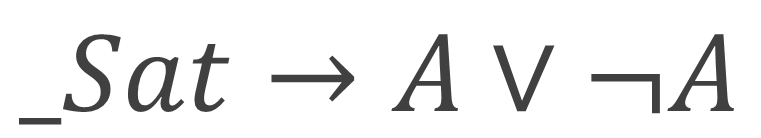 _Sat → A ∨ ¬A